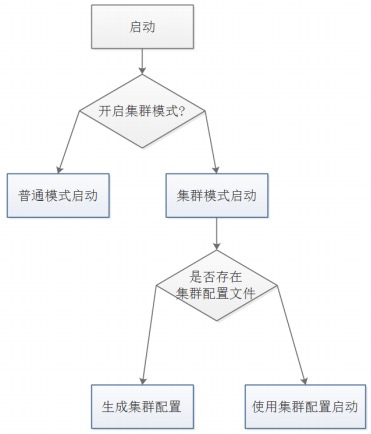 启动
开启集群模式?
普通模式启动
集群模式启动
是否存在
集群配置文件
生成集群配置
使用集群配置启动